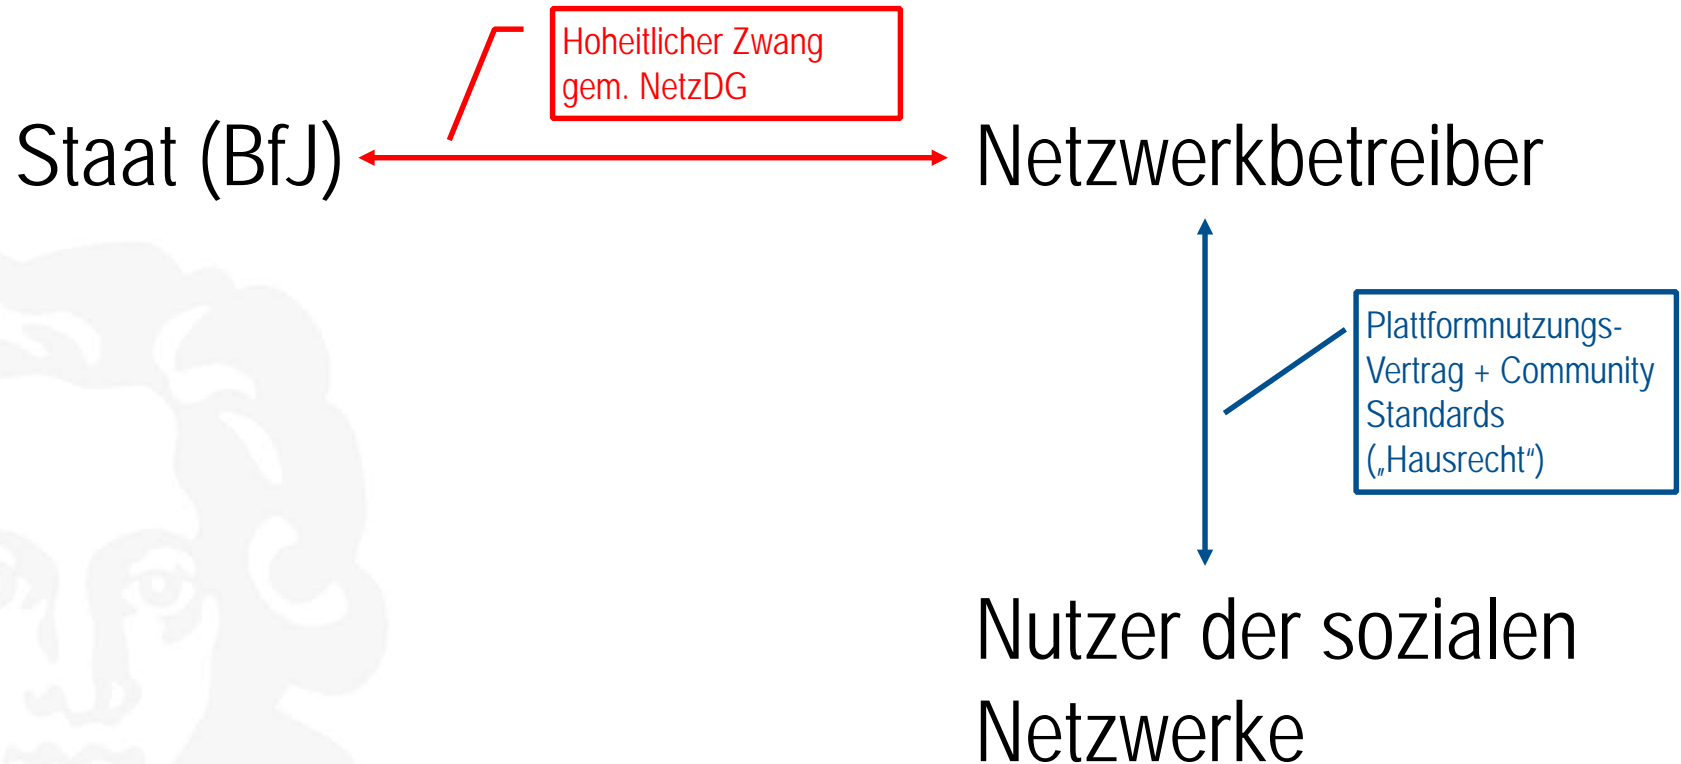 Hoheitlicher Zwang
gem. NetzDG
Staat (BfJ)
Netzwerkbetreiber
Plattformnutzungs-
Vertrag + Community
Standards
(„Hausrecht“)
Nutzer der sozialen
Netzwerke